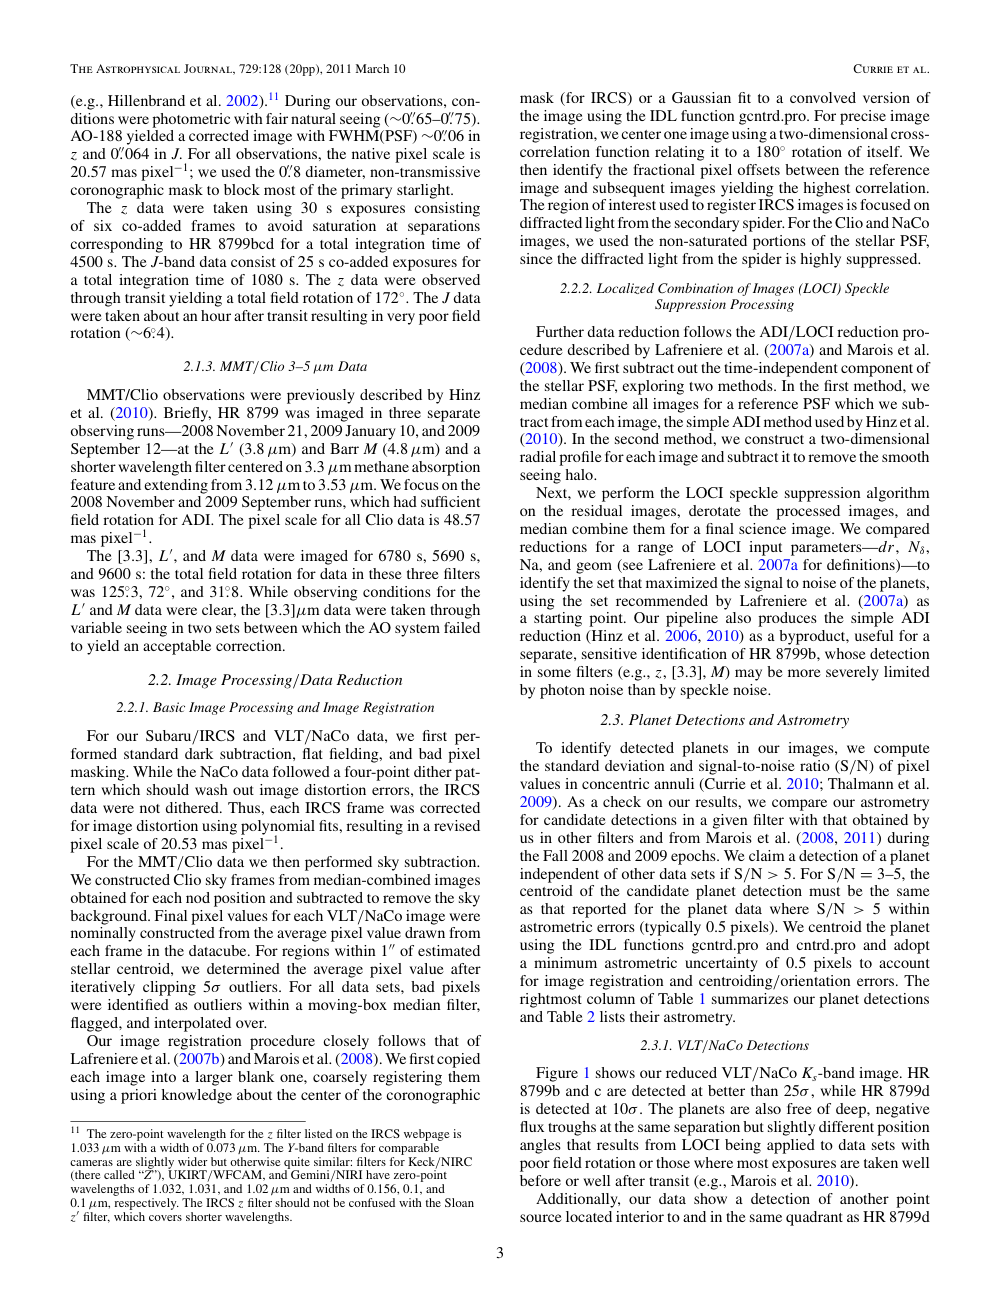 THE ASTROPHYSICAL JOURNAL, 729:128 (20pp), 2011 March 10
CURRIE ET AL.
(e.g., Hillenbrand et al. 2002).¹¹ During our observations, con-
ditions were photometric with fair natural seeing (∼0″.65–0″.75).
AO-188 yielded a corrected image with FWHM(PSF) ∼0″.06 in
z and 0″.064 in J. For all observations, the native pixel scale is
20.57 mas pixel⁻¹; we used the 0″.8 diameter, non-transmissive
coronographic mask to block most of the primary starlight.
The z data were taken using 30 s exposures consisting
of six co-added frames to avoid saturation at separations
corresponding to HR 8799bcd for a total integration time of
4500 s. The J-band data consist of 25 s co-added exposures for
a total integration time of 1080 s. The z data were observed
through transit yielding a total field rotation of 172°. The J data
were taken about an hour after transit resulting in very poor field
rotation (∼6°.4).
2.1.3. MMT/Clio 3–5 μm Data
MMT/Clio observations were previously described by Hinz
et al. (2010). Briefly, HR 8799 was imaged in three separate
observing runs—2008 November 21, 2009 January 10, and 2009
September 12—at the L′ (3.8 μm) and Barr M (4.8 μm) and a
shorter wavelength filter centered on 3.3 μm methane absorption
feature and extending from 3.12 μm to 3.53 μm. We focus on the
2008 November and 2009 September runs, which had sufficient
field rotation for ADI. The pixel scale for all Clio data is 48.57
mas pixel⁻¹.
The [3.3], L′, and M data were imaged for 6780 s, 5690 s,
and 9600 s: the total field rotation for data in these three filters
was 125°.3, 72°, and 31°.8. While observing conditions for the
L′ and M data were clear, the [3.3]μm data were taken through
variable seeing in two sets between which the AO system failed
to yield an acceptable correction.
2.2. Image Processing/Data Reduction
2.2.1. Basic Image Processing and Image Registration
For our Subaru/IRCS and VLT/NaCo data, we first per-
formed standard dark subtraction, flat fielding, and bad pixel
masking. While the NaCo data followed a four-point dither pat-
tern which should wash out image distortion errors, the IRCS
data were not dithered. Thus, each IRCS frame was corrected
for image distortion using polynomial fits, resulting in a revised
pixel scale of 20.53 mas pixel⁻¹.
For the MMT/Clio data we then performed sky subtraction.
We constructed Clio sky frames from median-combined images
obtained for each nod position and subtracted to remove the sky
background. Final pixel values for each VLT/NaCo image were
nominally constructed from the average pixel value drawn from
each frame in the datacube. For regions within 1″ of estimated
stellar centroid, we determined the average pixel value after
iteratively clipping 5σ outliers. For all data sets, bad pixels
were identified as outliers within a moving-box median filter,
flagged, and interpolated over.
Our image registration procedure closely follows that of
Lafreniere et al. (2007b) and Marois et al. (2008). We first copied
each image into a larger blank one, coarsely registering them
using a priori knowledge about the center of the coronographic
¹¹ The zero-point wavelength for the z filter listed on the IRCS webpage is
1.033 μm with a width of 0.073 μm. The Y-band filters for comparable
cameras are slightly wider but otherwise quite similar: filters for Keck/NIRC
(there called “Z”), UKIRT/WFCAM, and Gemini/NIRI have zero-point
wavelengths of 1.032, 1.031, and 1.02 μm and widths of 0.156, 0.1, and
0.1 μm, respectively. The IRCS z filter should not be confused with the Sloan
z′ filter, which covers shorter wavelengths.
mask (for IRCS) or a Gaussian fit to a convolved version of
the image using the IDL function gcntrd.pro. For precise image
registration, we center one image using a two-dimensional cross-
correlation function relating it to a 180° rotation of itself. We
then identify the fractional pixel offsets between the reference
image and subsequent images yielding the highest correlation.
The region of interest used to register IRCS images is focused on
diffracted light from the secondary spider. For the Clio and NaCo
images, we used the non-saturated portions of the stellar PSF,
since the diffracted light from the spider is highly suppressed.
2.2.2. Localized Combination of Images (LOCI) Speckle
Suppression Processing
Further data reduction follows the ADI/LOCI reduction pro-
cedure described by Lafreniere et al. (2007a) and Marois et al.
(2008). We first subtract out the time-independent component of
the stellar PSF, exploring two methods. In the first method, we
median combine all images for a reference PSF which we sub-
tract from each image, the simple ADI method used by Hinz et al.
(2010). In the second method, we construct a two-dimensional
radial profile for each image and subtract it to remove the smooth
seeing halo.
Next, we perform the LOCI speckle suppression algorithm
on the residual images, derotate the processed images, and
median combine them for a final science image. We compared
reductions for a range of LOCI input parameters—dr, Nδ,
Na, and geom (see Lafreniere et al. 2007a for definitions)—to
identify the set that maximized the signal to noise of the planets,
using the set recommended by Lafreniere et al. (2007a) as
a starting point. Our pipeline also produces the simple ADI
reduction (Hinz et al. 2006, 2010) as a byproduct, useful for a
separate, sensitive identification of HR 8799b, whose detection
in some filters (e.g., z, [3.3], M) may be more severely limited
by photon noise than by speckle noise.
2.3. Planet Detections and Astrometry
To identify detected planets in our images, we compute
the standard deviation and signal-to-noise ratio (S/N) of pixel
values in concentric annuli (Currie et al. 2010; Thalmann et al.
2009). As a check on our results, we compare our astrometry
for candidate detections in a given filter with that obtained by
us in other filters and from Marois et al. (2008, 2011) during
the Fall 2008 and 2009 epochs. We claim a detection of a planet
independent of other data sets if S/N > 5. For S/N = 3–5, the
centroid of the candidate planet detection must be the same
as that reported for the planet data where S/N > 5 within
astrometric errors (typically 0.5 pixels). We centroid the planet
using the IDL functions gcntrd.pro and cntrd.pro and adopt
a minimum astrometric uncertainty of 0.5 pixels to account
for image registration and centroiding/orientation errors. The
rightmost column of Table 1 summarizes our planet detections
and Table 2 lists their astrometry.
2.3.1. VLT/NaCo Detections
Figure 1 shows our reduced VLT/NaCo Ks-band image. HR
8799b and c are detected at better than 25σ, while HR 8799d
is detected at 10σ. The planets are also free of deep, negative
flux troughs at the same separation but slightly different position
angles that results from LOCI being applied to data sets with
poor field rotation or those where most exposures are taken well
before or well after transit (e.g., Marois et al. 2010).
Additionally, our data show a detection of another point
source located interior to and in the same quadrant as HR 8799d
3